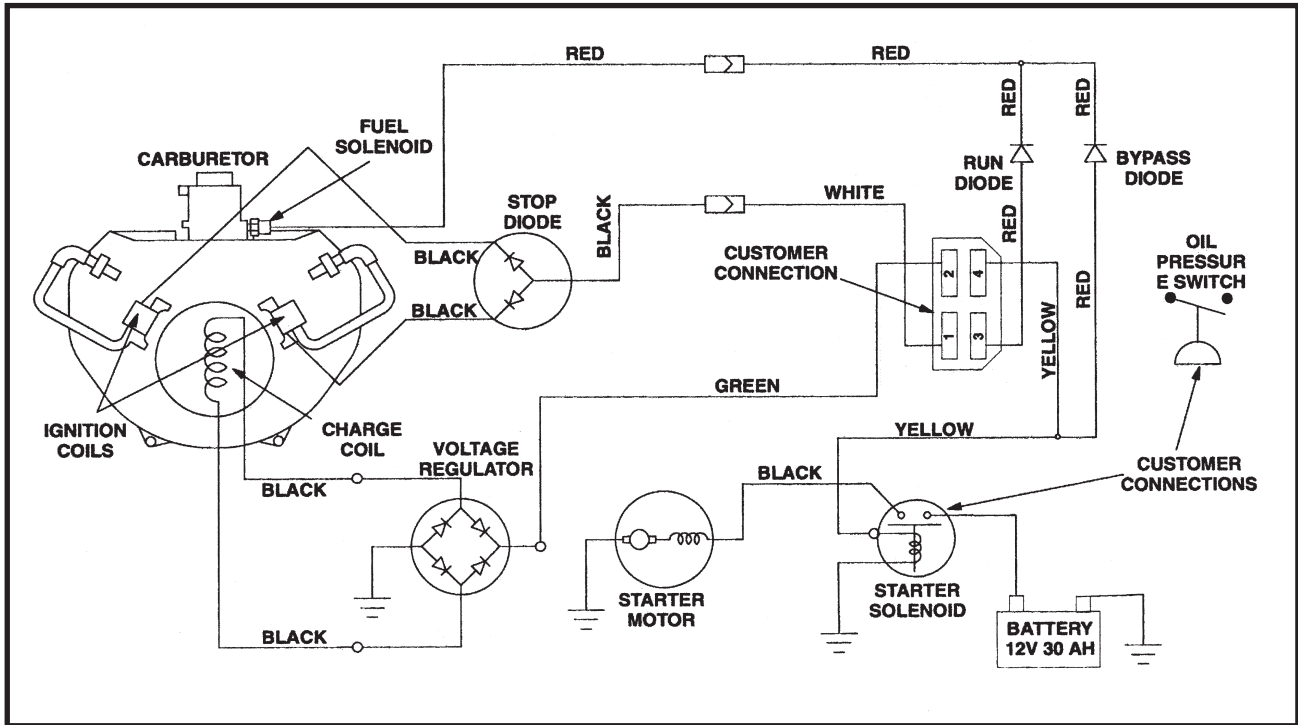 RED
RED
FUEL
SOLENOID
CARBURETOR
RED
RED
RUN
DIODE
BYPASS
DIODE
STOP
DIODE
BLACK
WHITE
RED
BLACK
CUSTOMER
CONNECTION
2
4
1
3
OIL
PRESSUR
E SWITCH
RED
YELLOW
BLACK
GREEN
IGNITION
COILS
CHARGE
COIL
VOLTAGE
REGULATOR
YELLOW
BLACK
BLACK
CUSTOMER
CONNECTIONS
STARTER
MOTOR
STARTER
SOLENOID
BATTERY
12V 30 AH
BLACK